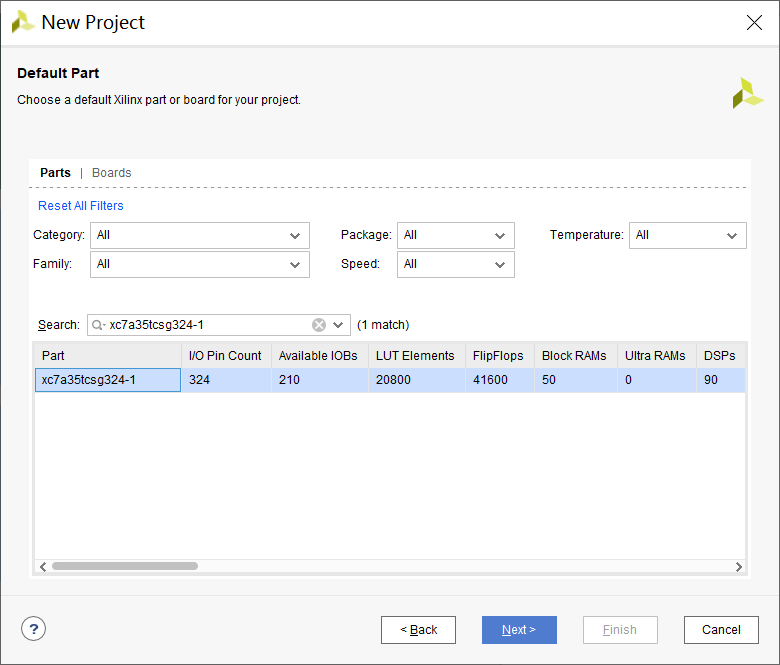 New Project
Default Part
Choose a default Xilinx part or board for your project.
Parts | Boards
Reset All Filters
Category: All Package: All Temperature: All
Family: All Speed: All
Search: xc7a35tcsg324-1 (1 match)
Part I/O Pin Count Available IOBs LUT Elements FlipFlops Block RAMs Ultra RAMs DSPs
xc7a35tcsg324-1 324 210 20800 41600 50 0 90
? < Back Next > Finish Cancel